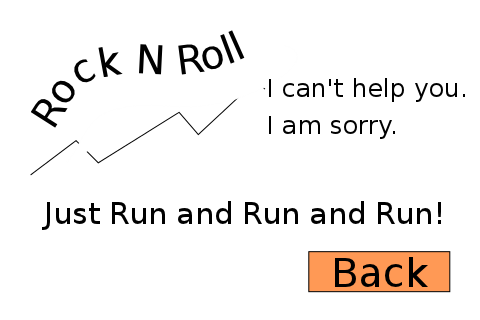 Rock N Roll
I can't help you.
I am sorry.
Just Run and Run and Run!
Back